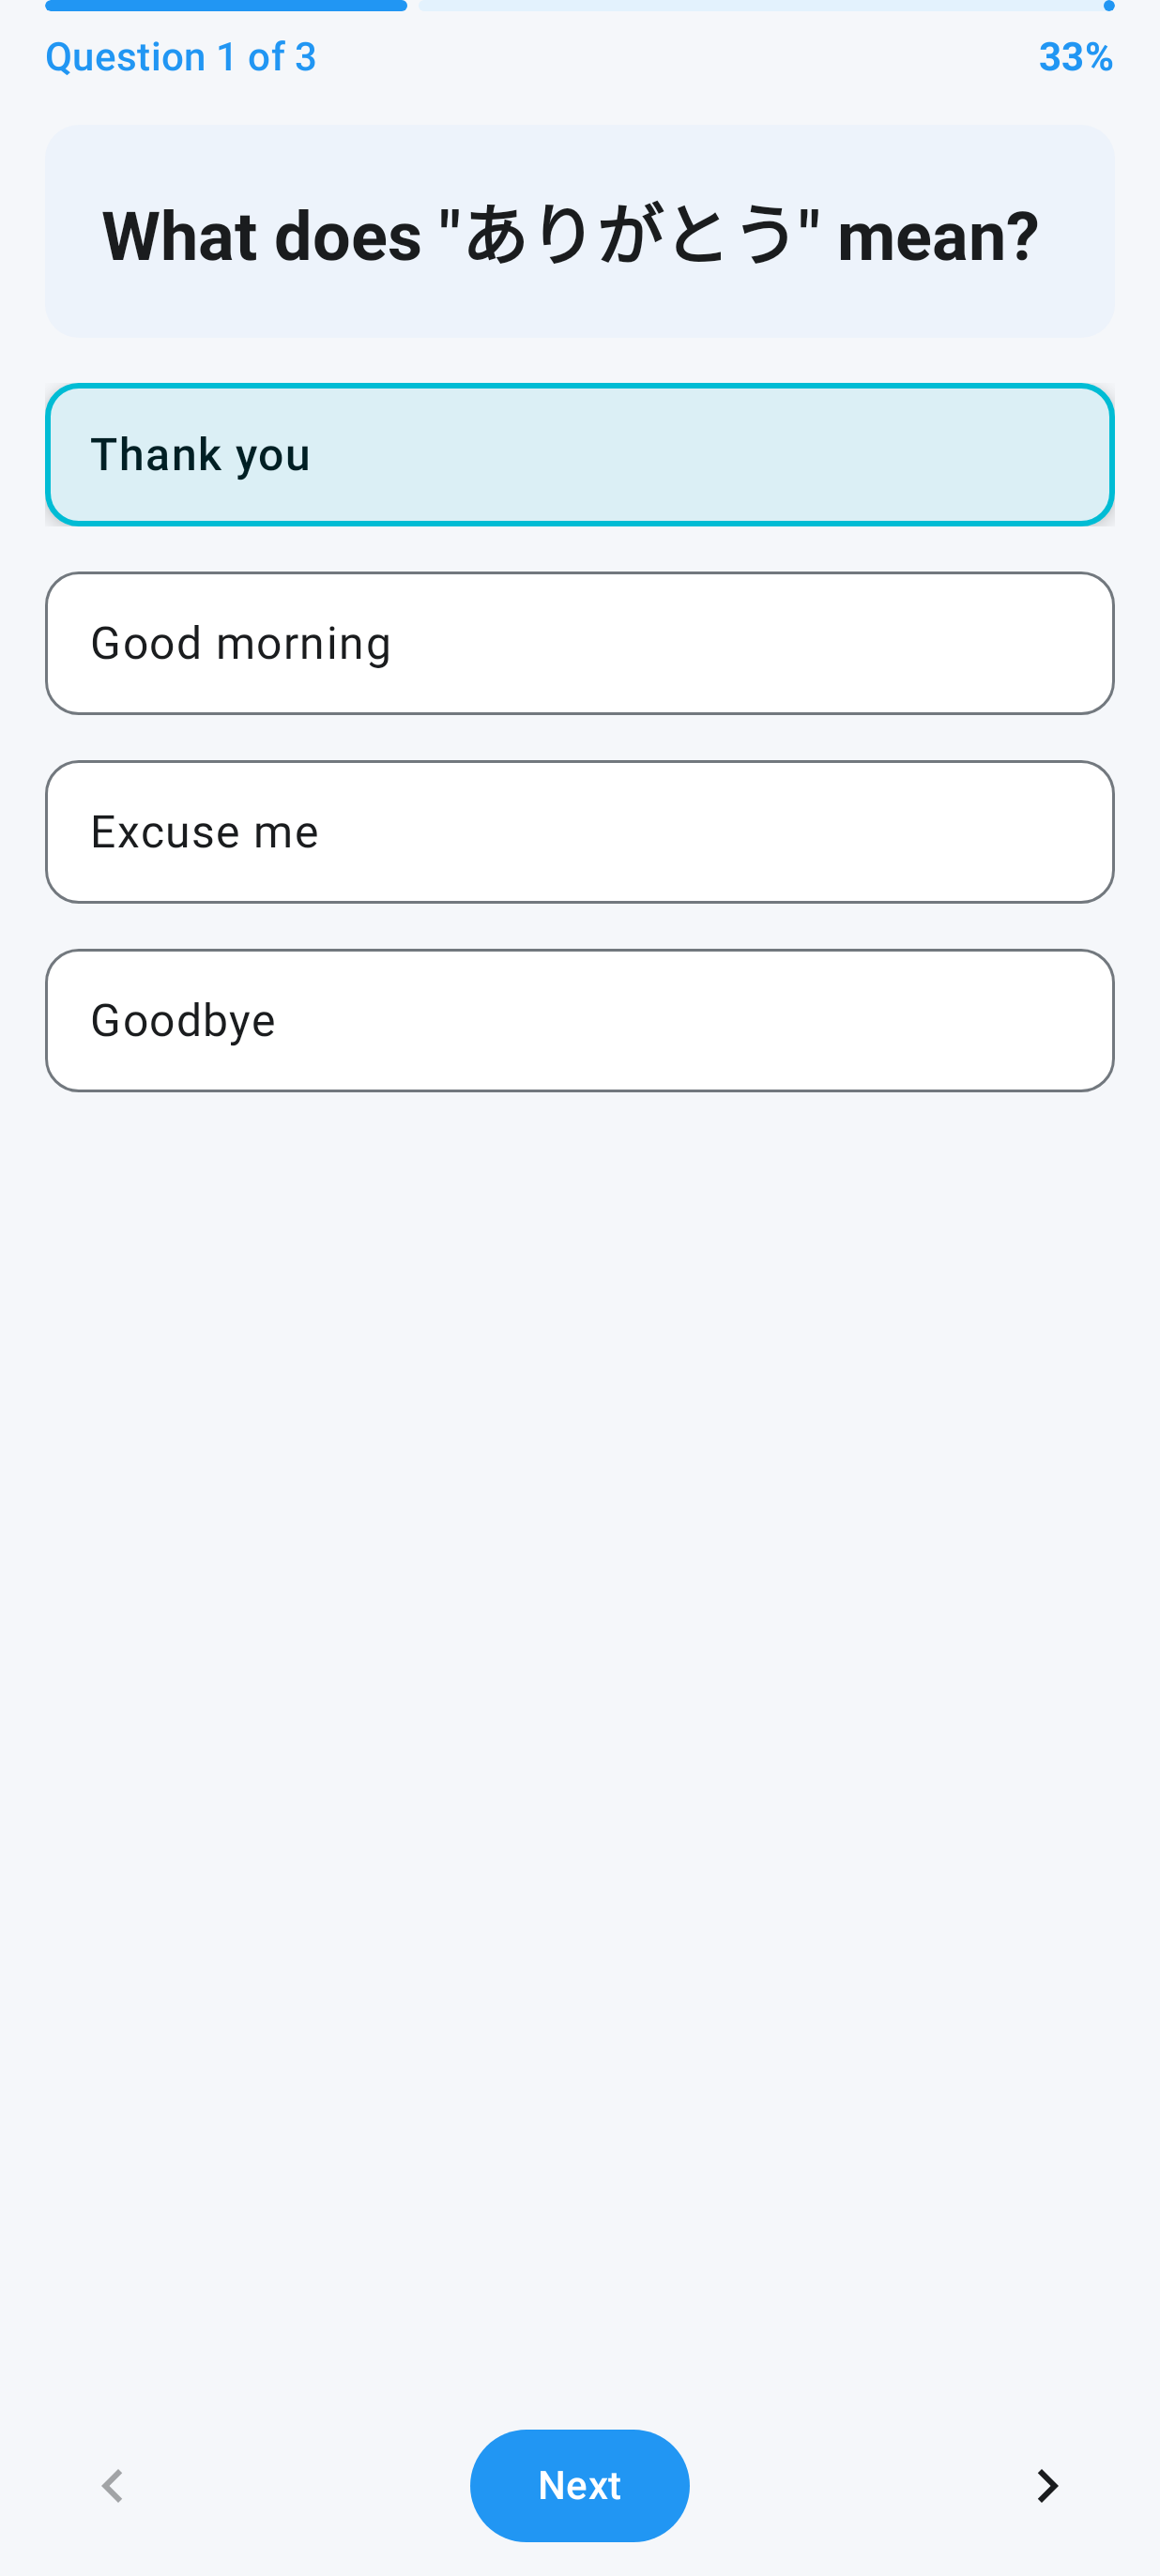 Question 1 of 3
33%
What does "ありがとう" mean?
Thank you
Good morning
Excuse me
Goodbye
Next